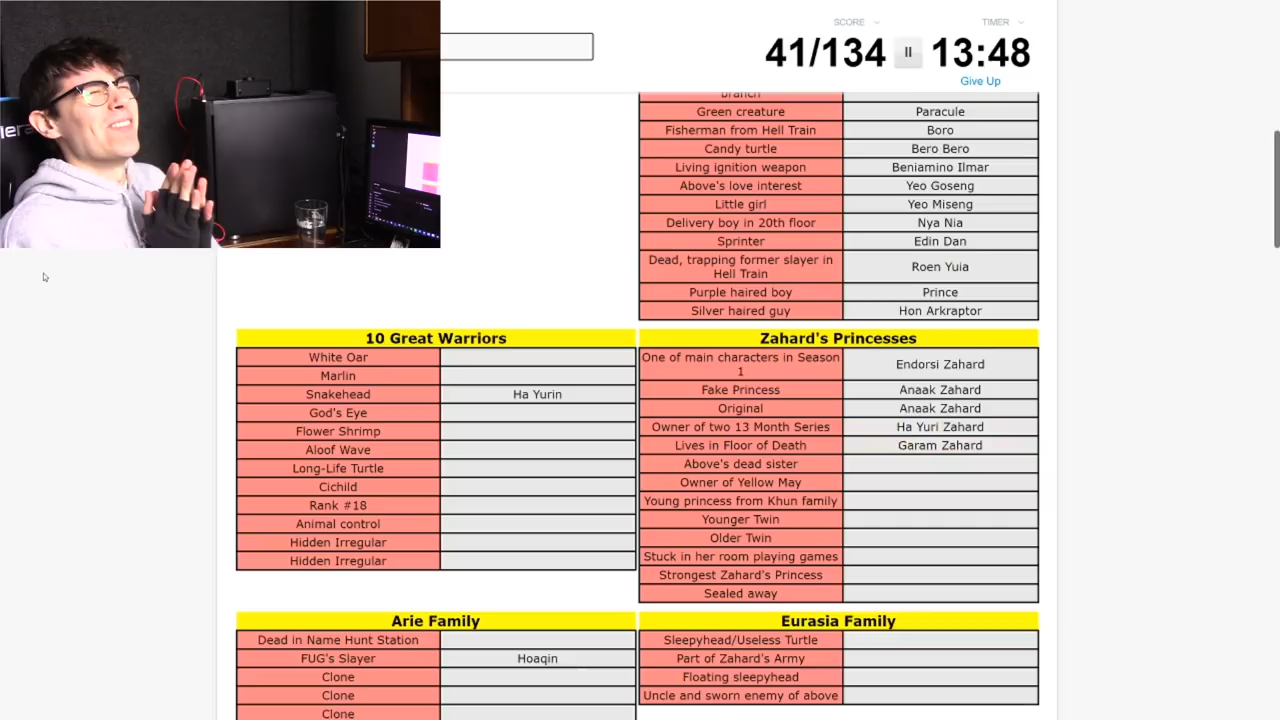 SCORE
TIMER
41/134
13:48
Give Up
branch
Green creature Paracule
Fisherman from Hell Train Boro
Candy turtle Bero Bero
Living ignition weapon Beniamino Ilmar
Above's love interest Yeo Goseng
Little girl Yeo Miseng
Delivery boy in 20th floor Nya Nia
Sprinter Edin Dan
Dead, trapping former slayer in
Hell Train
Roen Yuia
Purple haired boy Prince
Silver haired guy Hon Arkraptor
10 Great Warriors
White Oar
Marlin
Snakehead Ha Yurin
God's Eye
Flower Shrimp
Aloof Wave
Long-Life Turtle
Cichild
Rank #18
Animal control
Hidden Irregular
Hidden Irregular
Zahard's Princesses
One of main characters in Season
1
Endorsi Zahard
Fake Princess Anaak Zahard
Original Anaak Zahard
Owner of two 13 Month Series Ha Yuri Zahard
Lives in Floor of Death Garam Zahard
Above's dead sister
Owner of Yellow May
Young princess from Khun family
Younger Twin
Older Twin
Stuck in her room playing games
Strongest Zahard's Princess
Sealed away
Arie Family
Dead in Name Hunt Station
FUG's Slayer Hoaqin
Clone
Clone
Clone
Eurasia Family
Sleepyhead/Useless Turtle
Part of Zahard's Army
Floating sleepyhead
Uncle and sworn enemy of above